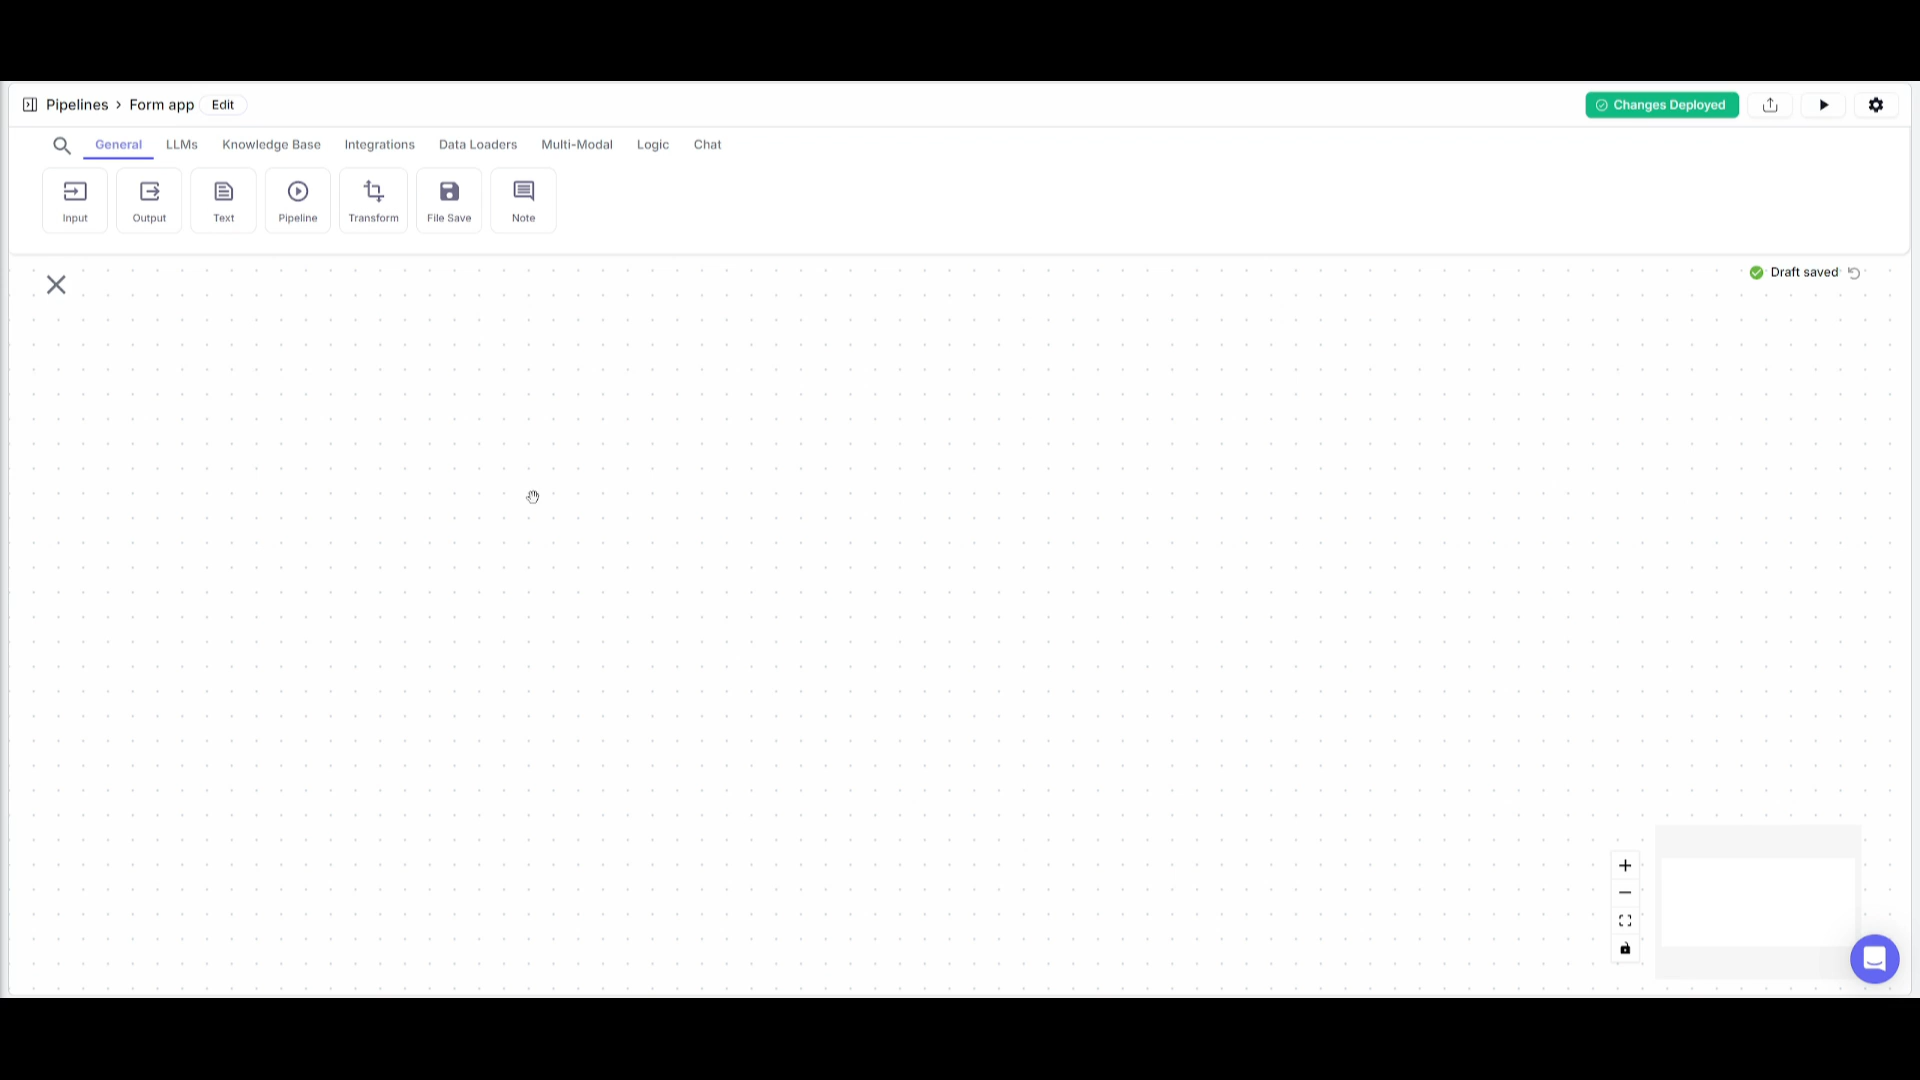 Pipelines > Form app Edit
Changes Deployed
General LLMs Knowledge Base Integrations Data Loaders Multi-Modal Logic Chat
Input Output Text Pipeline Transform File Save Note
Draft saved